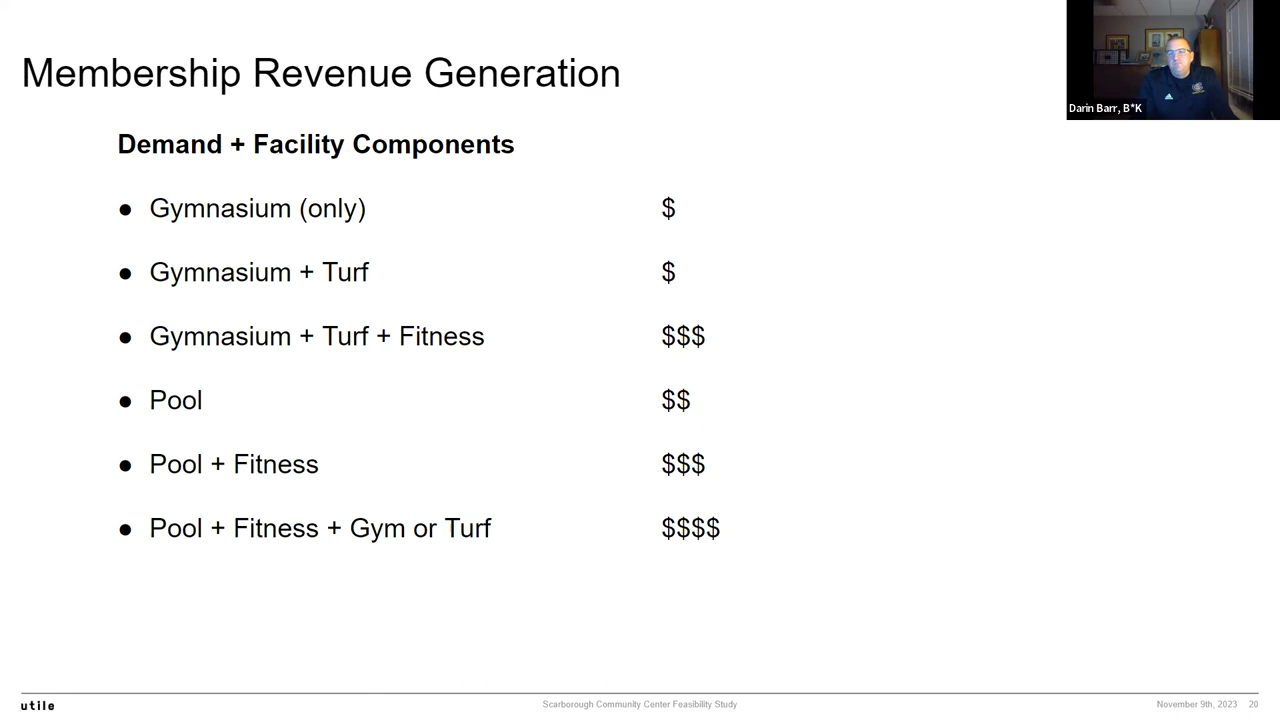 Membership Revenue Generation
Darin Barr, B*K
Demand + Facility Components
● Gymnasium (only) $
● Gymnasium + Turf $
● Gymnasium + Turf + Fitness $$$
● Pool $$
● Pool + Fitness $$$
● Pool + Fitness + Gym or Turf $$$$
utile Scarborough Community Center Feasibility Study November 9th, 2023 20